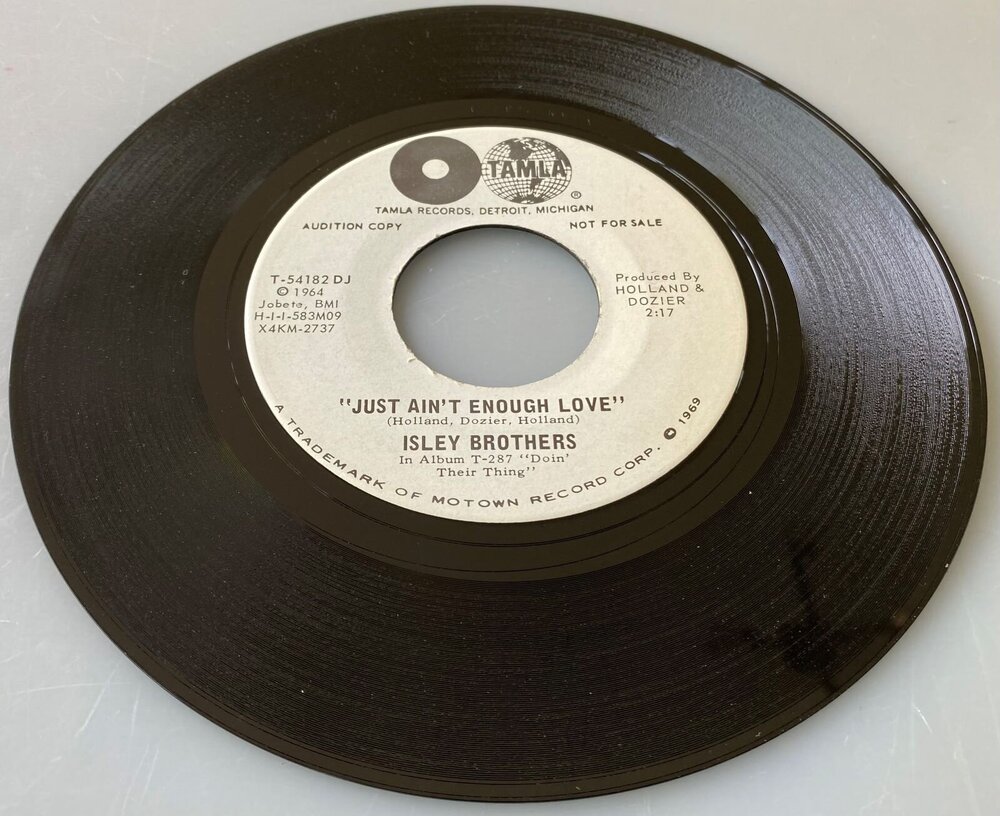 TAMLA
®
TAMLA RECORDS, DETROIT, MICHIGAN
AUDITION COPY
NOT FOR SALE
T-54182 DJ
© 1964
Jobete, BMI
H-I-I-583M09
X4KM-2737
Produced By
HOLLAND &
DOZIER
2:17
"JUST AIN'T ENOUGH LOVE"
(Holland, Dozier, Holland)
ISLEY BROTHERS
In Album T-287 "Doin'
Their Thing"
A TRADEMARK OF MOTOWN RECORD CORP. © 1969